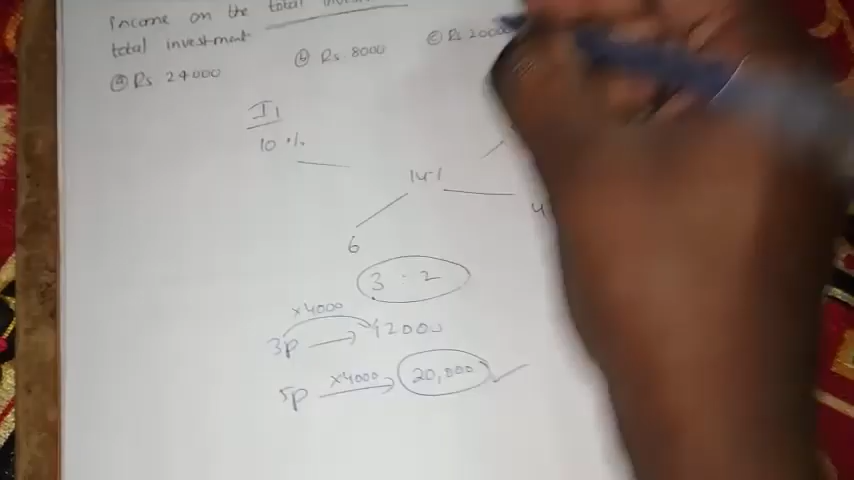 income on the total
total investment
ⓐ Rs 24000 ⓑ Rs. 8000 ⓒ Rs 20000
I1
10 %
14%
6 4
3 : 2
×4000
3p → 12000
5p ×4000 → 20,000 ✓